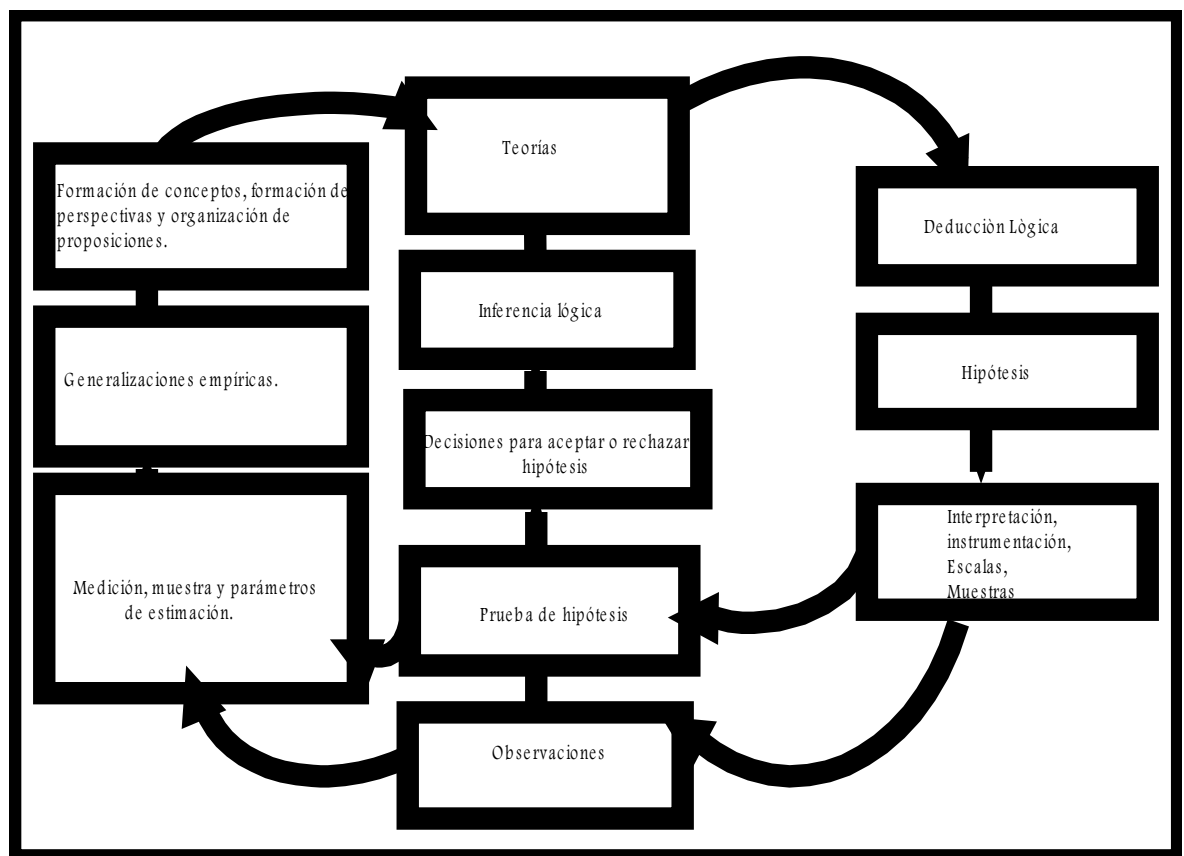 Teorías
Formación de conceptos, formación de
perspectivas y organización de
proposiciones.
Deducciòn Lògica
Inferencia lógica
Generalizaciones empíricas.
Hipótesis
Decisiones para aceptar o rechazar
hipótesis
Interpretación,
instrumentación,
Escalas,
Muestras
Medición, muestra y parámetros
de estimación.
Prueba de hipótesis
Observaciones